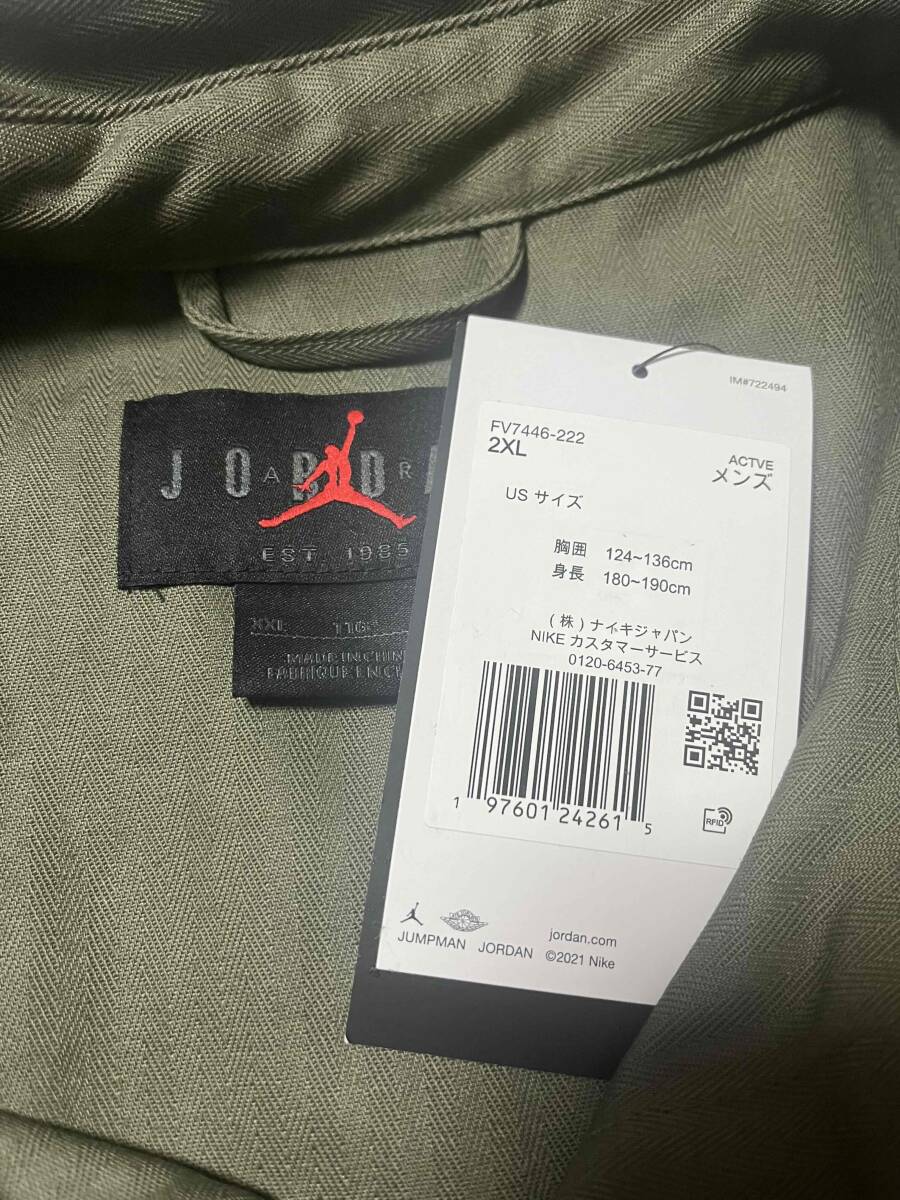 IM#722494
FV7446-222
2XL
ACTVE
メンズ
US サイズ
胸囲 124~136cm
身長 180~190cm
(株)ナイキジャパン
NIKE カスタマーサービス
0120-6453-77
1 97601 24261 5
RFID
JUMPMAN JORDAN
jordan.com
©2021 Nike
AR
EST. 1985
XXL
MADE IN CHIN
FABRIQUE EN CH